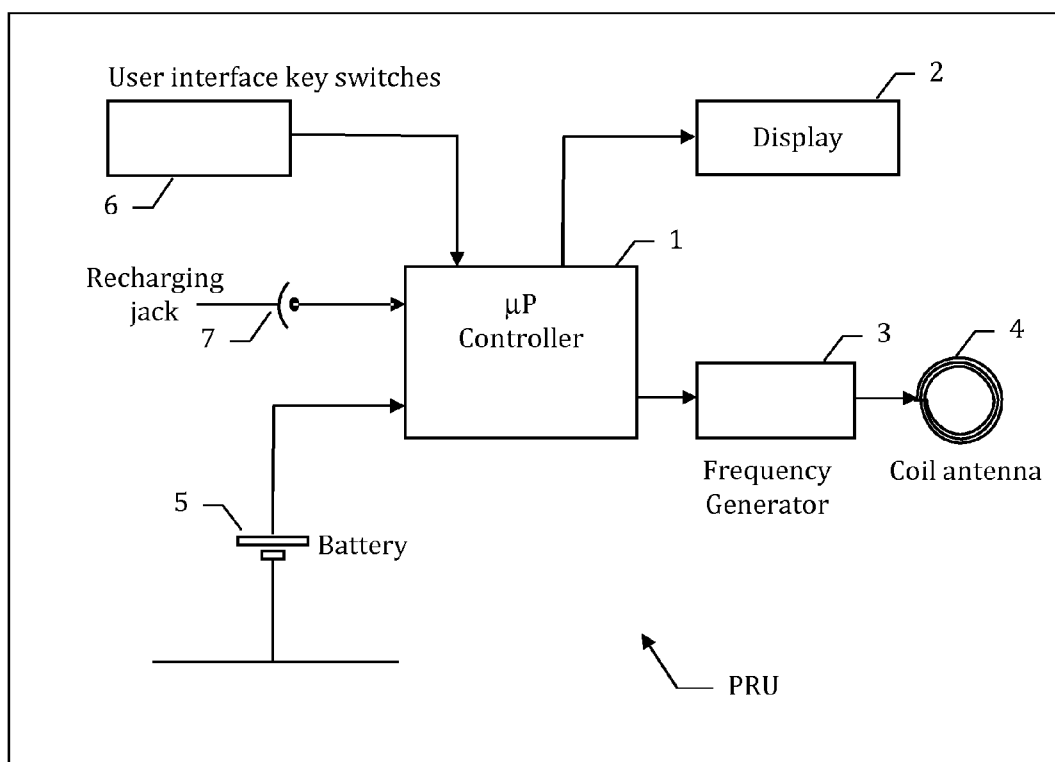 User interface key switches
2
Display
6
1
Recharging
jack
7
μP
Controller
3
4
Frequency
Generator
Coil antenna
5
Battery
PRU